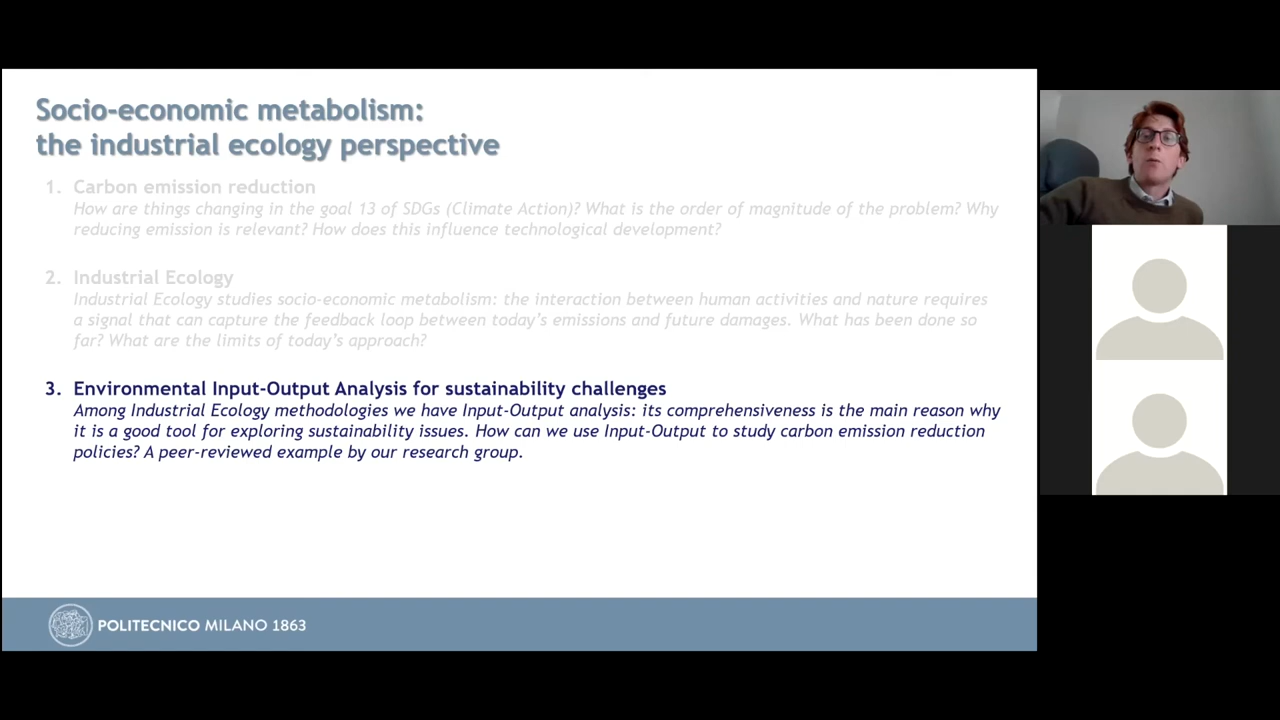 Socio-economic metabolism:
the industrial ecology perspective
1. Carbon emission reduction
How are things changing in the goal 13 of SDGs (Climate Action)? What is the order of magnitude of the problem? Why
reducing emission is relevant? How does this influence technological development?
2. Industrial Ecology
Industrial Ecology studies socio-economic metabolism: the interaction between human activities and nature requires
a signal that can capture the feedback loop between today's emissions and future damages. What has been done so
far? What are the limits of today's approach?
3. Environmental Input-Output Analysis for sustainability challenges
Among Industrial Ecology methodologies we have Input-Output analysis: its comprehensiveness is the main reason why
it is a good tool for exploring sustainability issues. How can we use Input-Output to study carbon emission reduction
policies? A peer-reviewed example by our research group.
POLITECNICO MILANO 1863